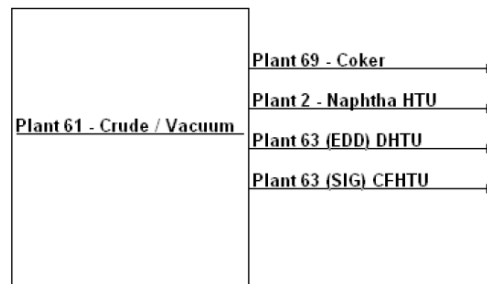 Plant 69 - Coker
Plant 2 - Naphtha HTU
Plant 61 - Crude / Vacuum
Plant 63 (EDD) DHTU
Plant 63 (SIG) CFHTU